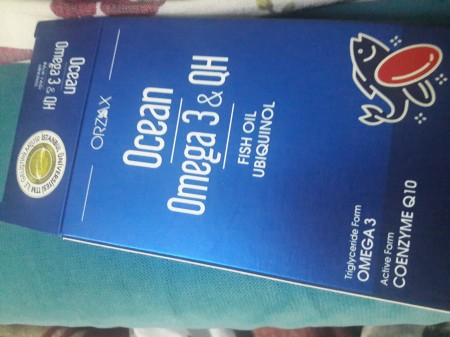 ORZAX
Ocean
Omega 3 & QH
FISH OIL
UBIQUINOL
Triglyceride Form
OMEGA 3
Active Form
COENZYME Q10
Ocean
Omega 3 & QH